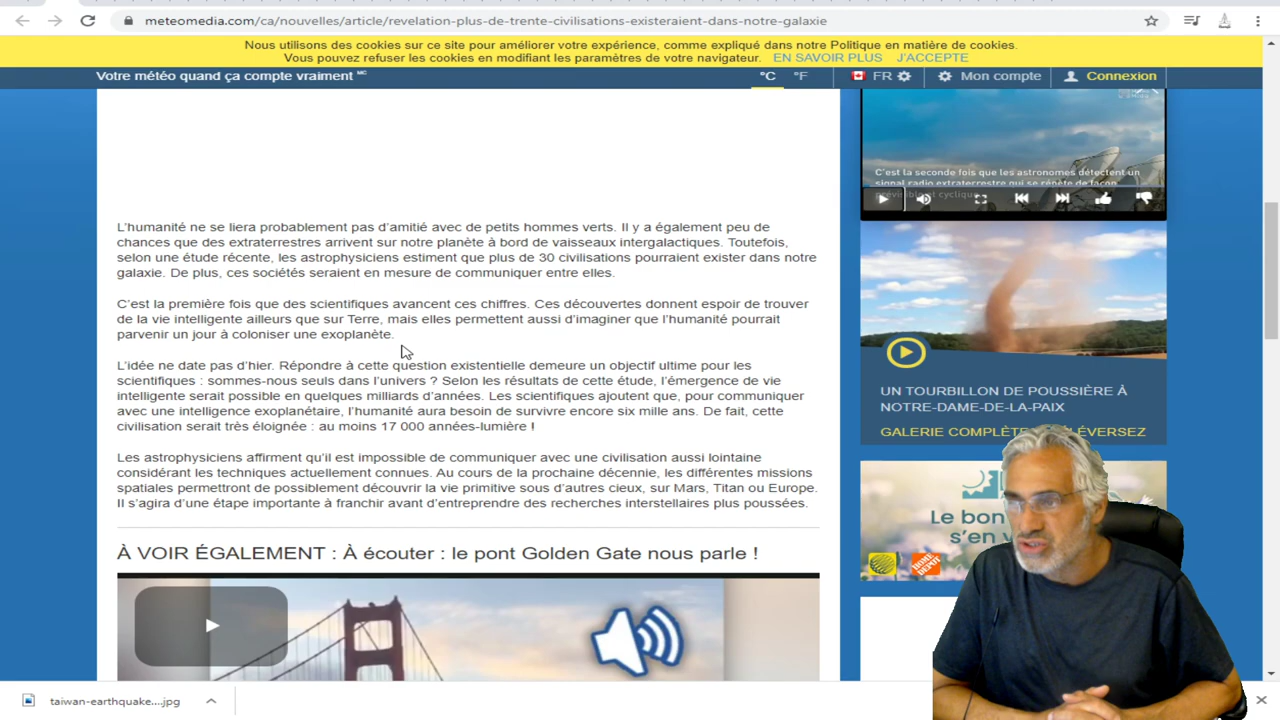 meteomedia.com/ca/nouvelles/article/revelation-plus-de-trente-civilisations-existeraient-dans-notre-galaxie
Nous utilisons des cookies sur ce site pour améliorer votre expérience, comme expliqué dans notre Politique en matière de cookies.
Vous pouvez refuser les cookies en modifiant les paramètres de votre navigateur. EN SAVOIR PLUS J'ACCEPTE
Votre météo quand ça compte vraiment MC
°C °F FR Mon compte Connexion
C'est la seconde fois que les astronomes détectent un
signal radio extraterrestre qui se répète de façon
L'humanité ne se liera probablement pas d'amitié avec de petits hommes verts. Il y a également peu de
chances que des extraterrestres arrivent sur notre planète à bord de vaisseaux intergalactiques. Toutefois,
selon une étude récente, les astrophysiciens estiment que plus de 30 civilisations pourraient exister dans notre
galaxie. De plus, ces sociétés seraient en mesure de communiquer entre elles.
C'est la première fois que des scientifiques avancent ces chiffres. Ces découvertes donnent espoir de trouver
de la vie intelligente ailleurs que sur Terre, mais elles permettent aussi d'imaginer que l'humanité pourrait
parvenir un jour à coloniser une exoplanète.
L'idée ne date pas d'hier. Répondre à cette question existentielle demeure un objectif ultime pour les
scientifiques : sommes-nous seuls dans l'univers ? Selon les résultats de cette étude, l'émergence de vie
intelligente serait possible en quelques milliards d'années. Les scientifiques ajoutent que, pour communiquer
avec une intelligence exoplanétaire, l'humanité aura besoin de survivre encore six mille ans. De fait, cette
civilisation serait très éloignée : au moins 17 000 années-lumière !
Les astrophysiciens affirment qu'il est impossible de communiquer avec une civilisation aussi lointaine
considérant les techniques actuellement connues. Au cours de la prochaine décennie, les différentes missions
spatiales permettront de possiblement découvrir la vie primitive sous d'autres cieux, sur Mars, Titan ou Europe.
Il s'agira d'une étape importante à franchir avant d'entreprendre des recherches interstellaires plus poussées.
À VOIR ÉGALEMENT : À écouter : le pont Golden Gate nous parle !
UN TOURBILLON DE POUSSIÈRE À
NOTRE-DAME-DE-LA-PAIX
GALERIE COMPLÈTE
Le bon
s'en v
HOME DEPOT
taiwan-earthquake....jpg